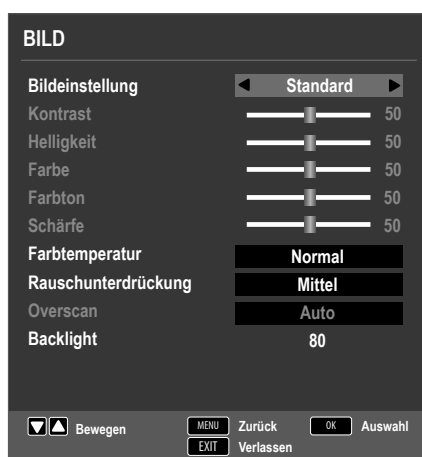 BILD
Bildeinstellung Standard
Kontrast 50
Helligkeit 50
Farbe 50
Farbton 50
Schärfe 50
Farbtemperatur Normal
Rauschunterdrückung Mittel
Overscan Auto
Backlight 80
Bewegen MENU Zurück OK Auswahl
EXIT Verlassen